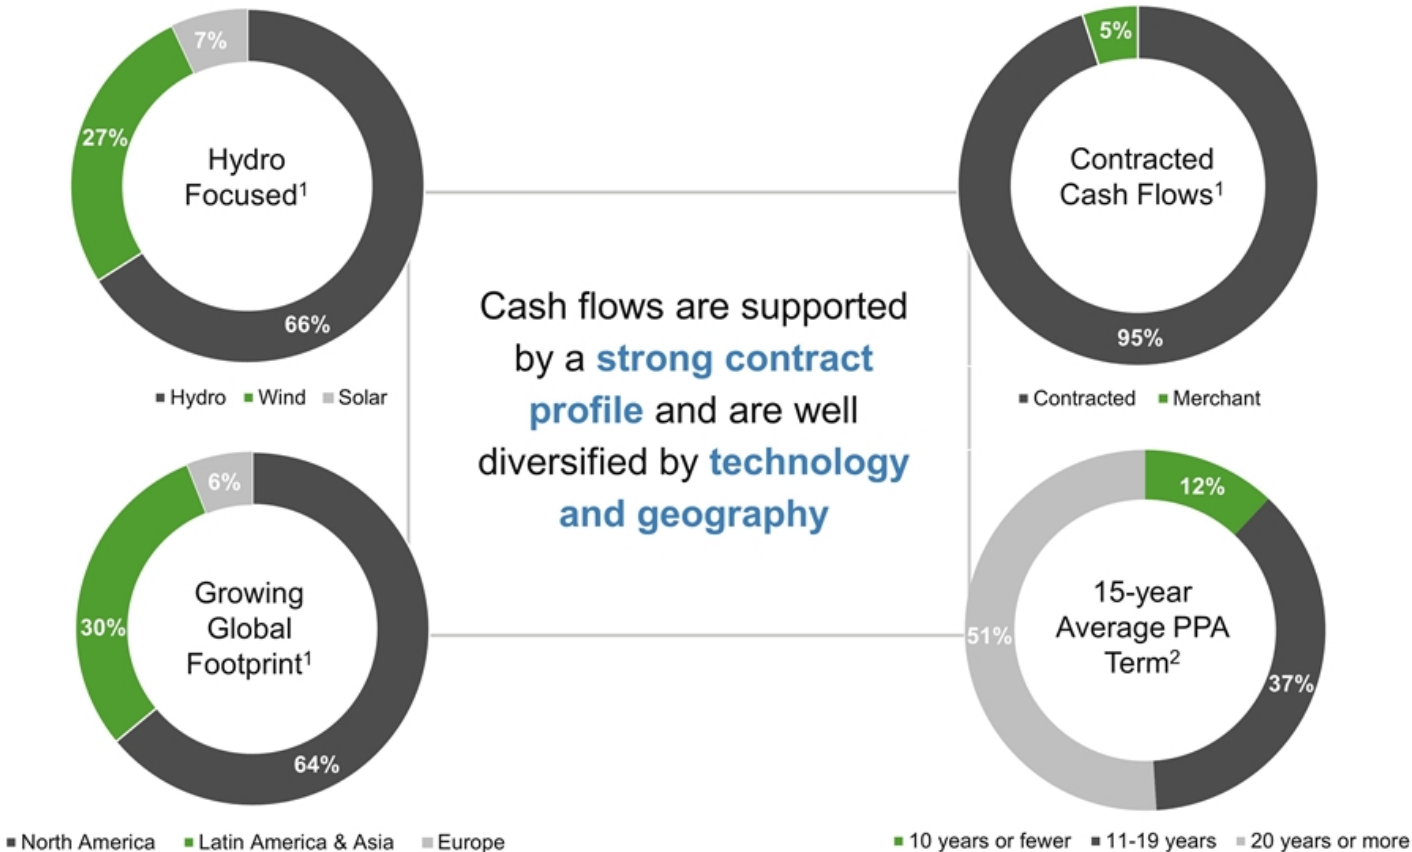 7%
27%
Hydro
Focused¹
66%
■ Hydro ■ Wind ■ Solar
5%
Contracted
Cash Flows¹
95%
■ Contracted ■ Merchant
Cash flows are supported
by a strong contract
profile and are well
diversified by technology
and geography
6%
30%
Growing
Global
Footprint¹
64%
■ North America ■ Latin America & Asia ■ Europe
12%
51%
15-year
Average PPA
Term²
37%
■ 10 years or fewer ■ 11-19 years ■ 20 years or more